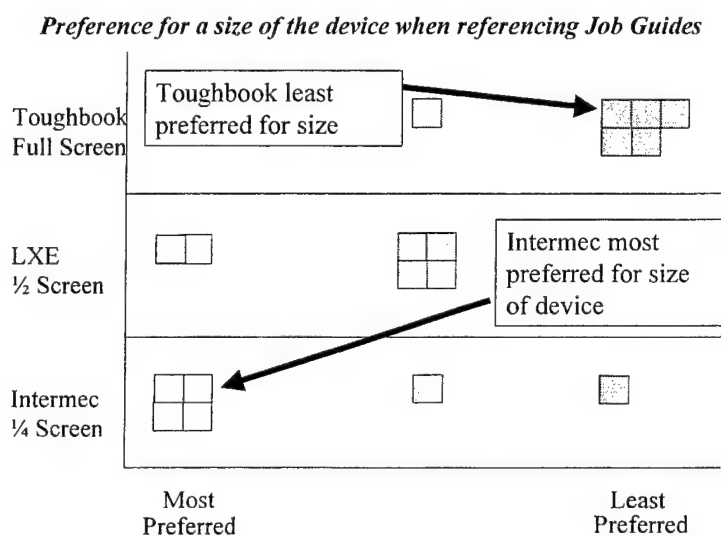 Preference for a size of the device when referencing Job Guides
Toughbook
Full Screen
Toughbook least
preferred for size
LXE
½ Screen
Intermec most
preferred for size
of device
Intermec
¼ Screen
Most
Preferred
Least
Preferred